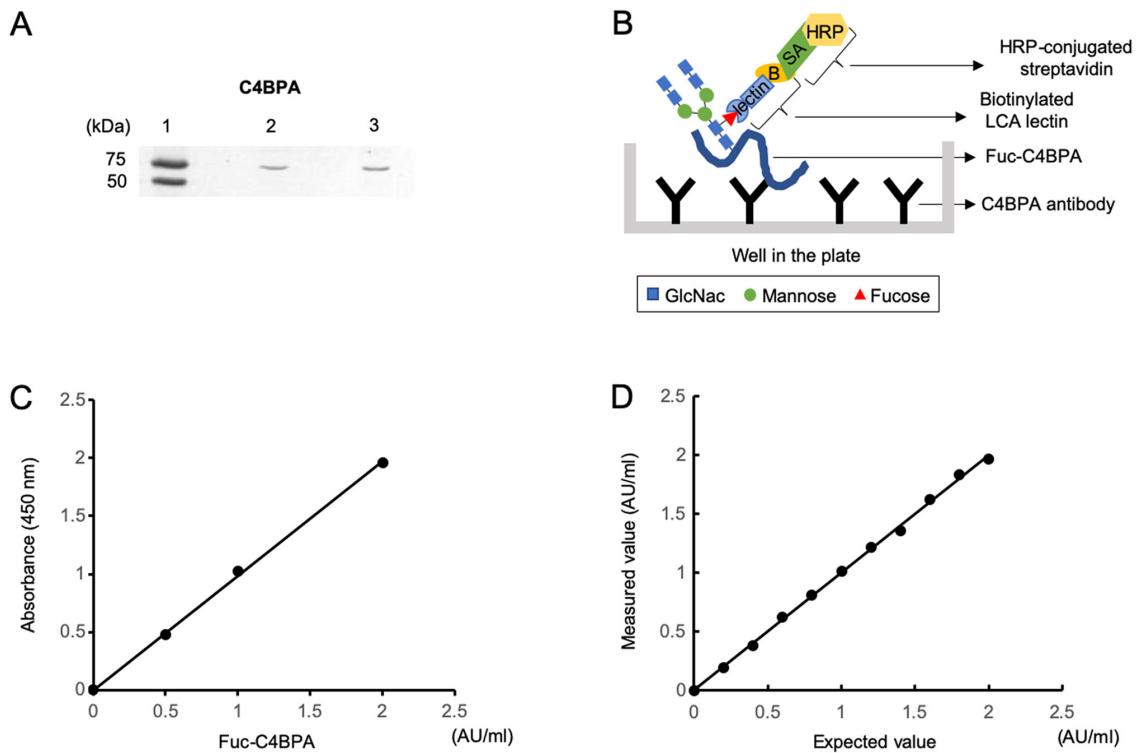 A
C4BPA
(kDa) 1 2 3
75
50
B
HRP
SA
B
lectin
HRP-conjugated
streptavidin
Biotinylated
LCA lectin
Fuc-C4BPA
C4BPA antibody
Well in the plate
GlcNac Mannose Fucose
C
Absorbance (450 nm)
2.5
2
1.5
1
0.5
0
0 0.5 1 1.5 2 2.5
Fuc-C4BPA (AU/ml)
D
Measured value (AU/ml)
2.5
2
1.5
1
0.5
0
0 0.5 1 1.5 2 2.5
Expected value (AU/ml)